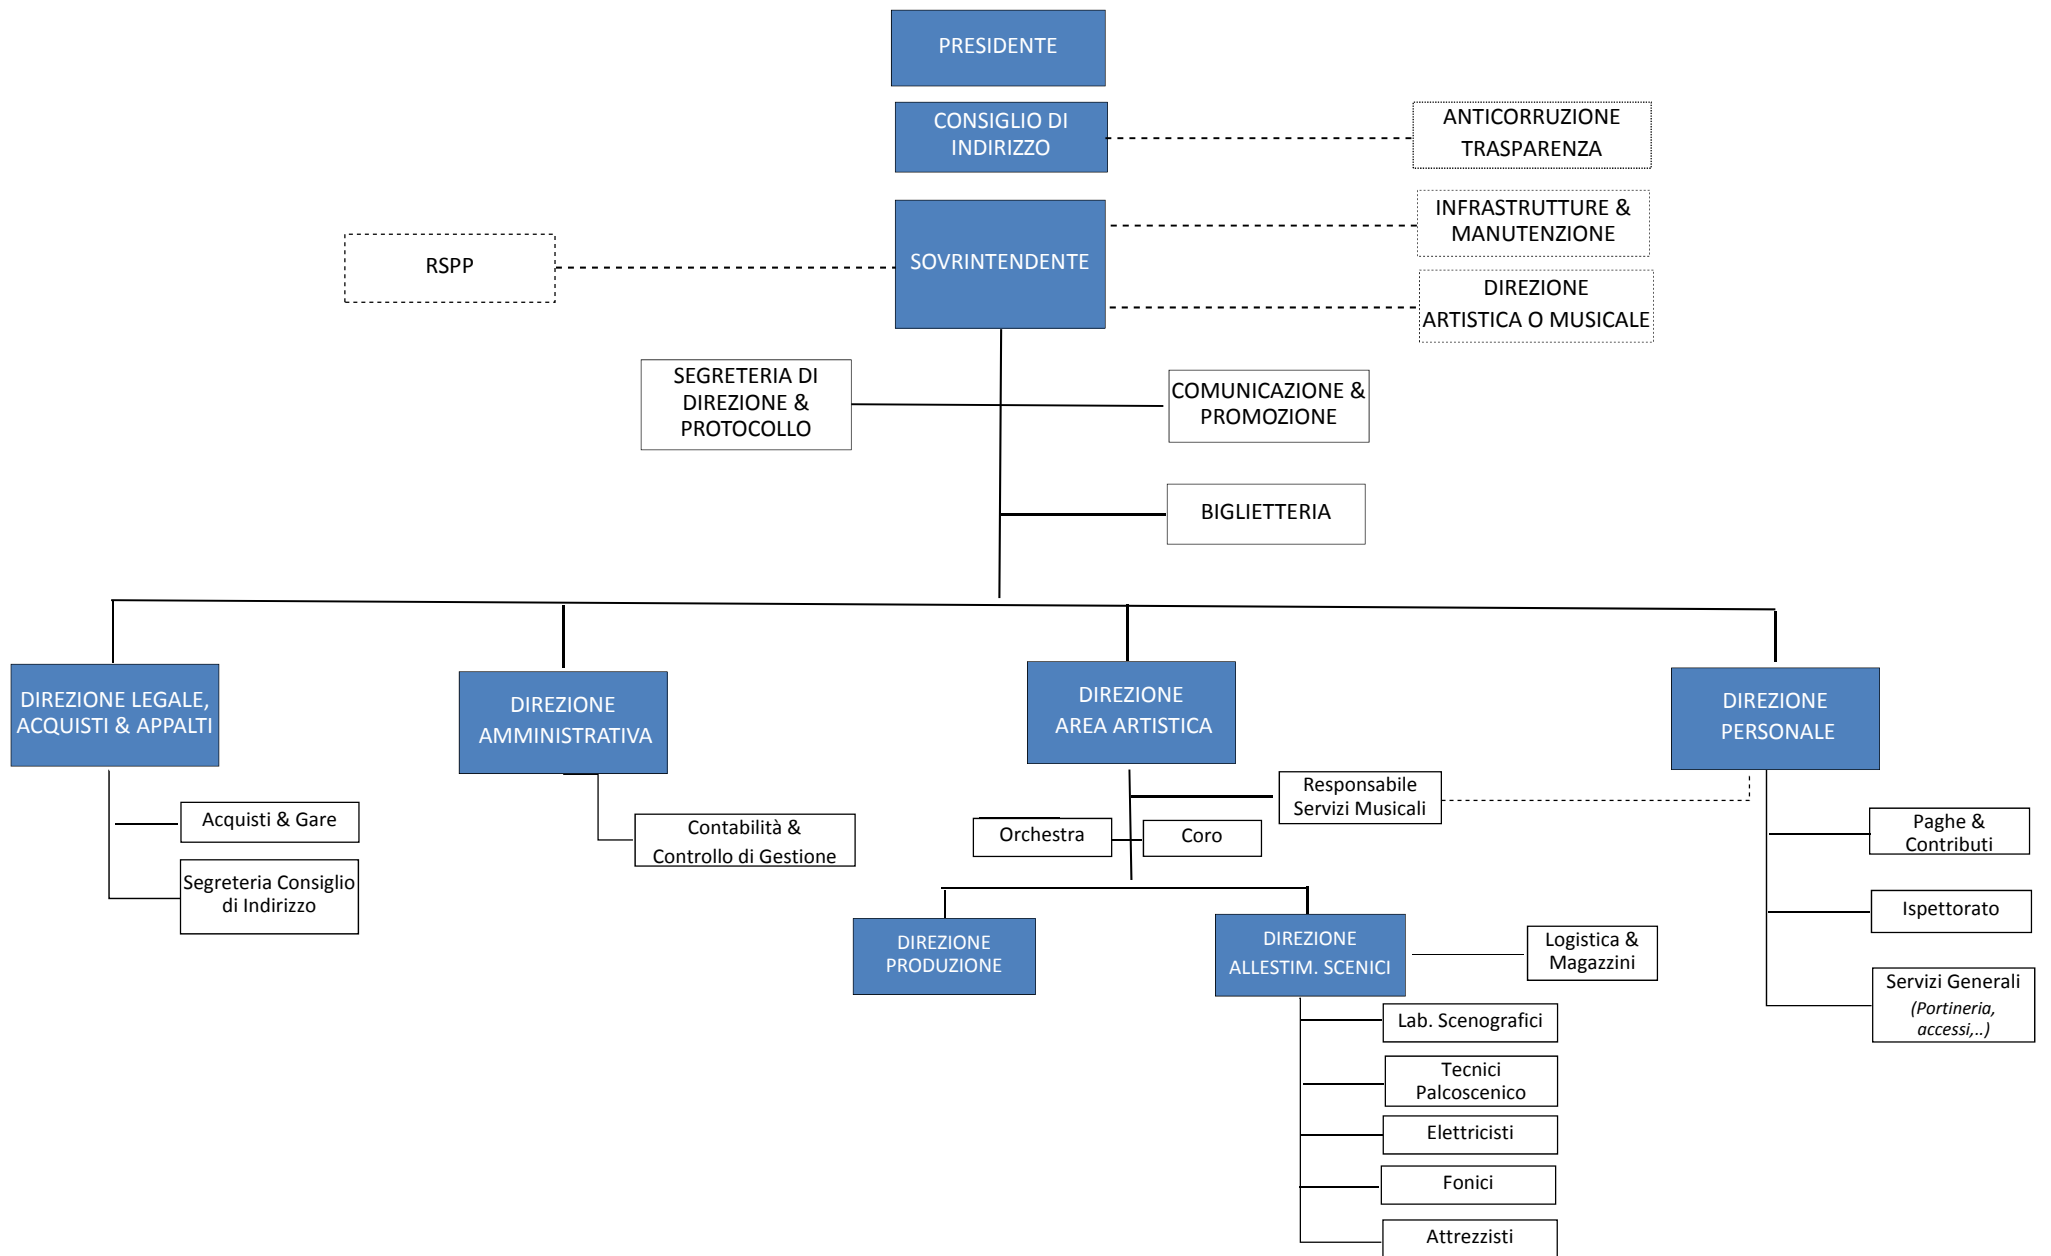 PRESIDENTE
CONSIGLIO DI
INDIRIZZO
ANTICORRUZIONE
TRASPARENZA
INFRASTRUTTURE &
MANUTENZIONE
RSPP
SOVRINTENDENTE
DIREZIONE
ARTISTICA O MUSICALE
SEGRETERIA DI
DIREZIONE &
PROTOCOLLO
COMUNICAZIONE &
PROMOZIONE
BIGLIETTERIA
DIREZIONE LEGALE,
ACQUISTI & APPALTI
DIREZIONE
AMMINISTRATIVA
DIREZIONE
AREA ARTISTICA
DIREZIONE
PERSONALE
Acquisti & Gare
Segreteria Consiglio
di Indirizzo
Contabilità &
Controllo di Gestione
Responsabile
Servizi Musicali
Orchestra
Coro
Paghe &
Contributi
Ispettorato
Servizi Generali
(Portineria,
accessi,..)
DIREZIONE
PRODUZIONE
DIREZIONE
ALLESTIM. SCENICI
Logistica &
Magazzini
Lab. Scenografici
Tecnici
Palcoscenico
Elettricisti
Fonici
Attrezzisti